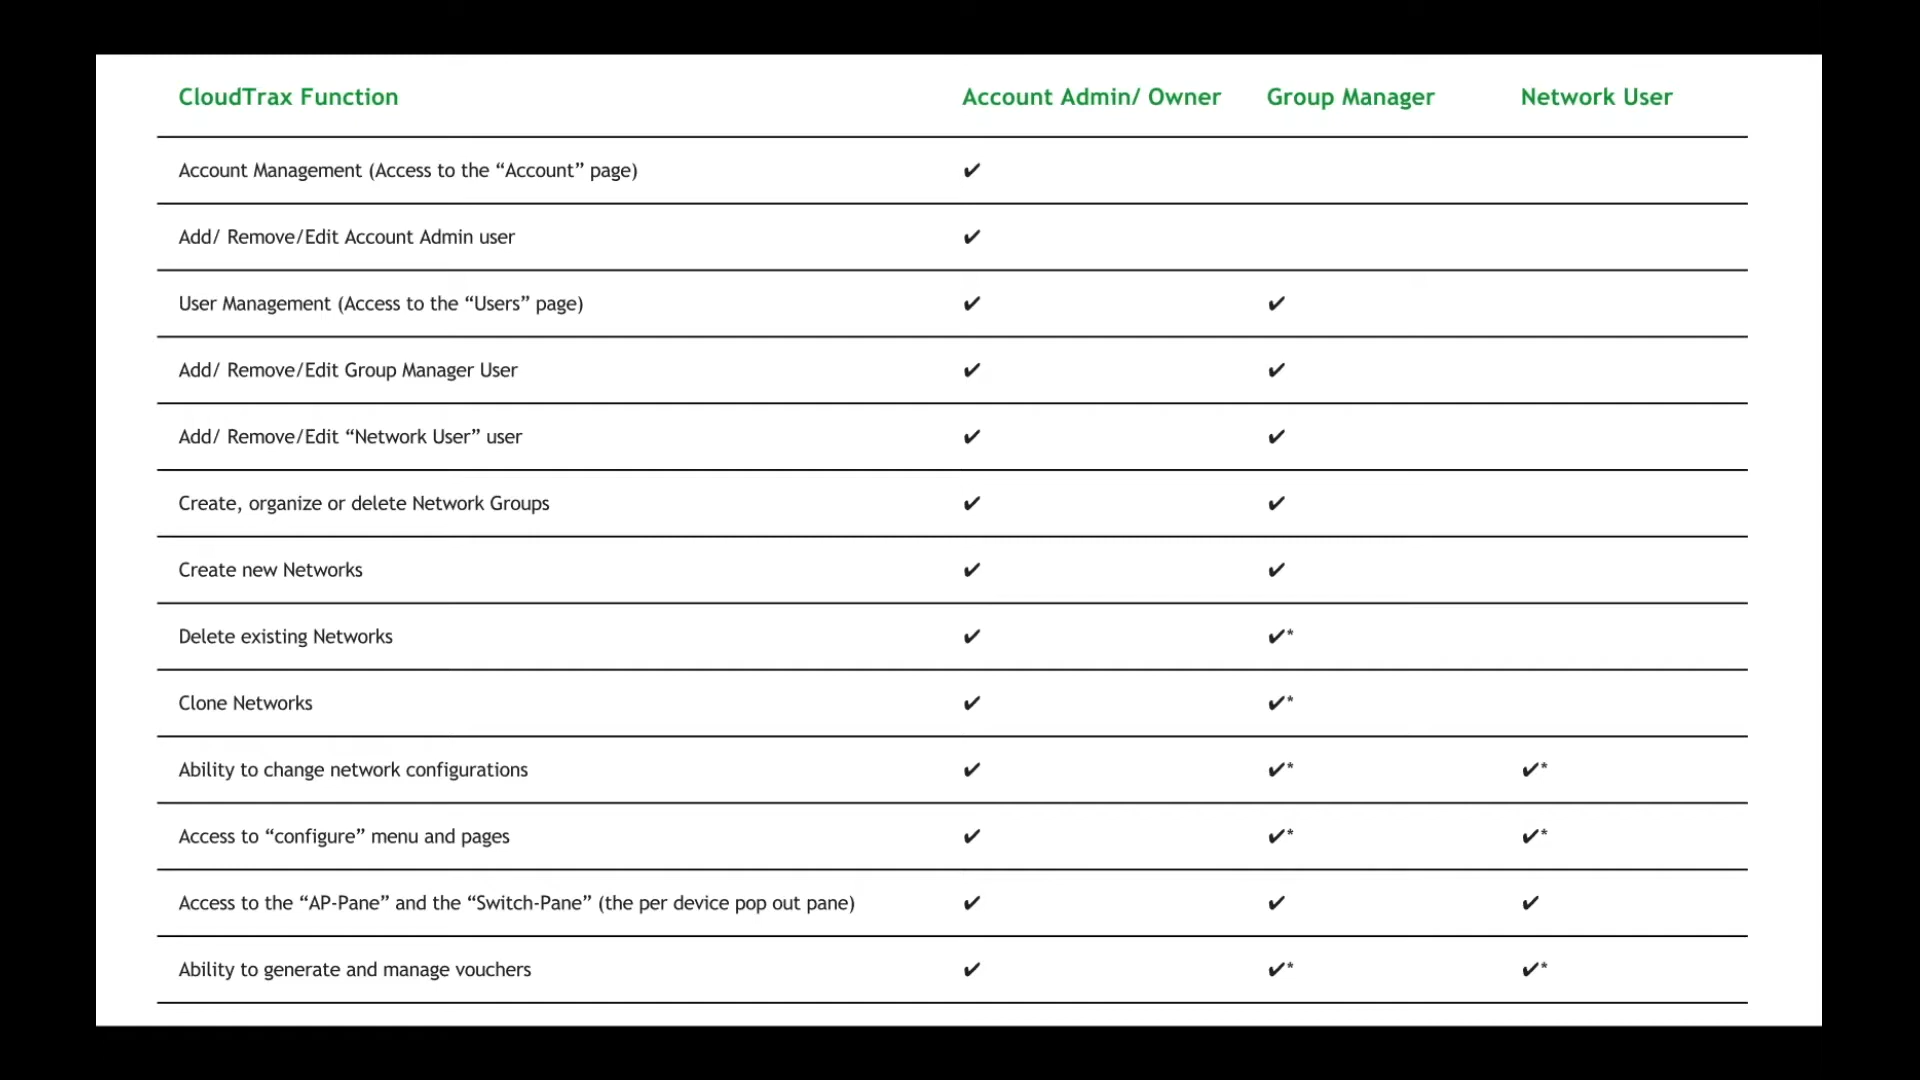 CloudTrax Function Account Admin/ Owner Group Manager Network User
Account Management (Access to the “Account” page) ✔
Add/ Remove/Edit Account Admin user ✔
User Management (Access to the “Users” page) ✔ ✔
Add/ Remove/Edit Group Manager User ✔ ✔
Add/ Remove/Edit “Network User” user ✔ ✔
Create, organize or delete Network Groups ✔ ✔
Create new Networks ✔ ✔
Delete existing Networks ✔ ✔*
Clone Networks ✔ ✔*
Ability to change network configurations ✔ ✔* ✔*
Access to “configure” menu and pages ✔ ✔* ✔*
Access to the “AP-Pane” and the “Switch-Pane” (the per device pop out pane) ✔ ✔ ✔
Ability to generate and manage vouchers ✔ ✔* ✔*